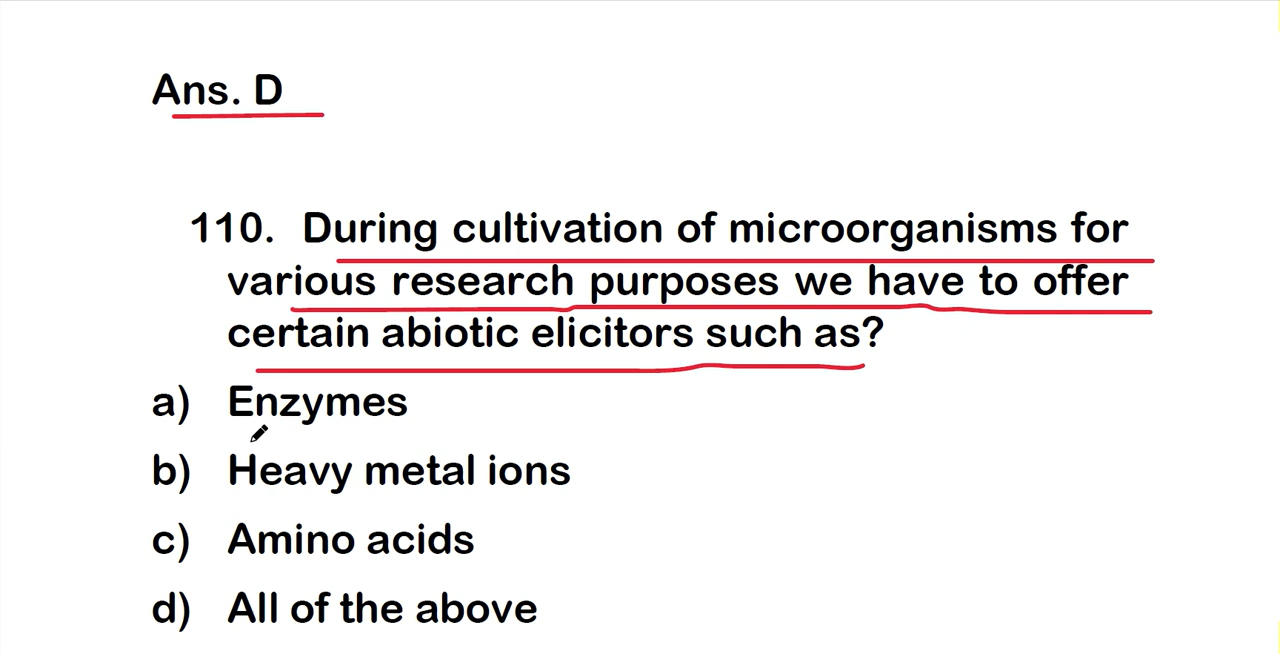 Ans. D
110. During cultivation of microorganisms for
various research purposes we have to offer
certain abiotic elicitors such as?
a) Enzymes
b) Heavy metal ions
c) Amino acids
d) All of the above